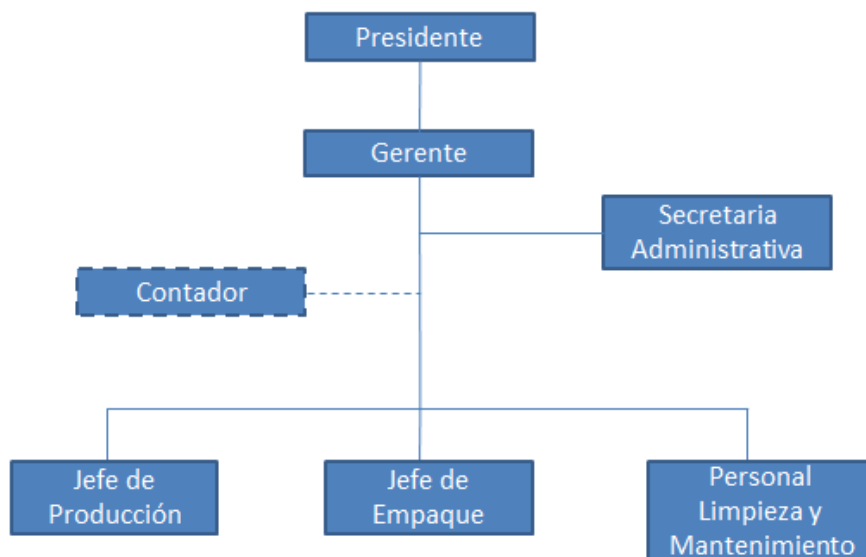 Presidente
Gerente
Secretaria
Administrativa
Contador
Jefe de
Producción
Jefe de
Empaque
Personal
Limpieza y
Mantenimiento